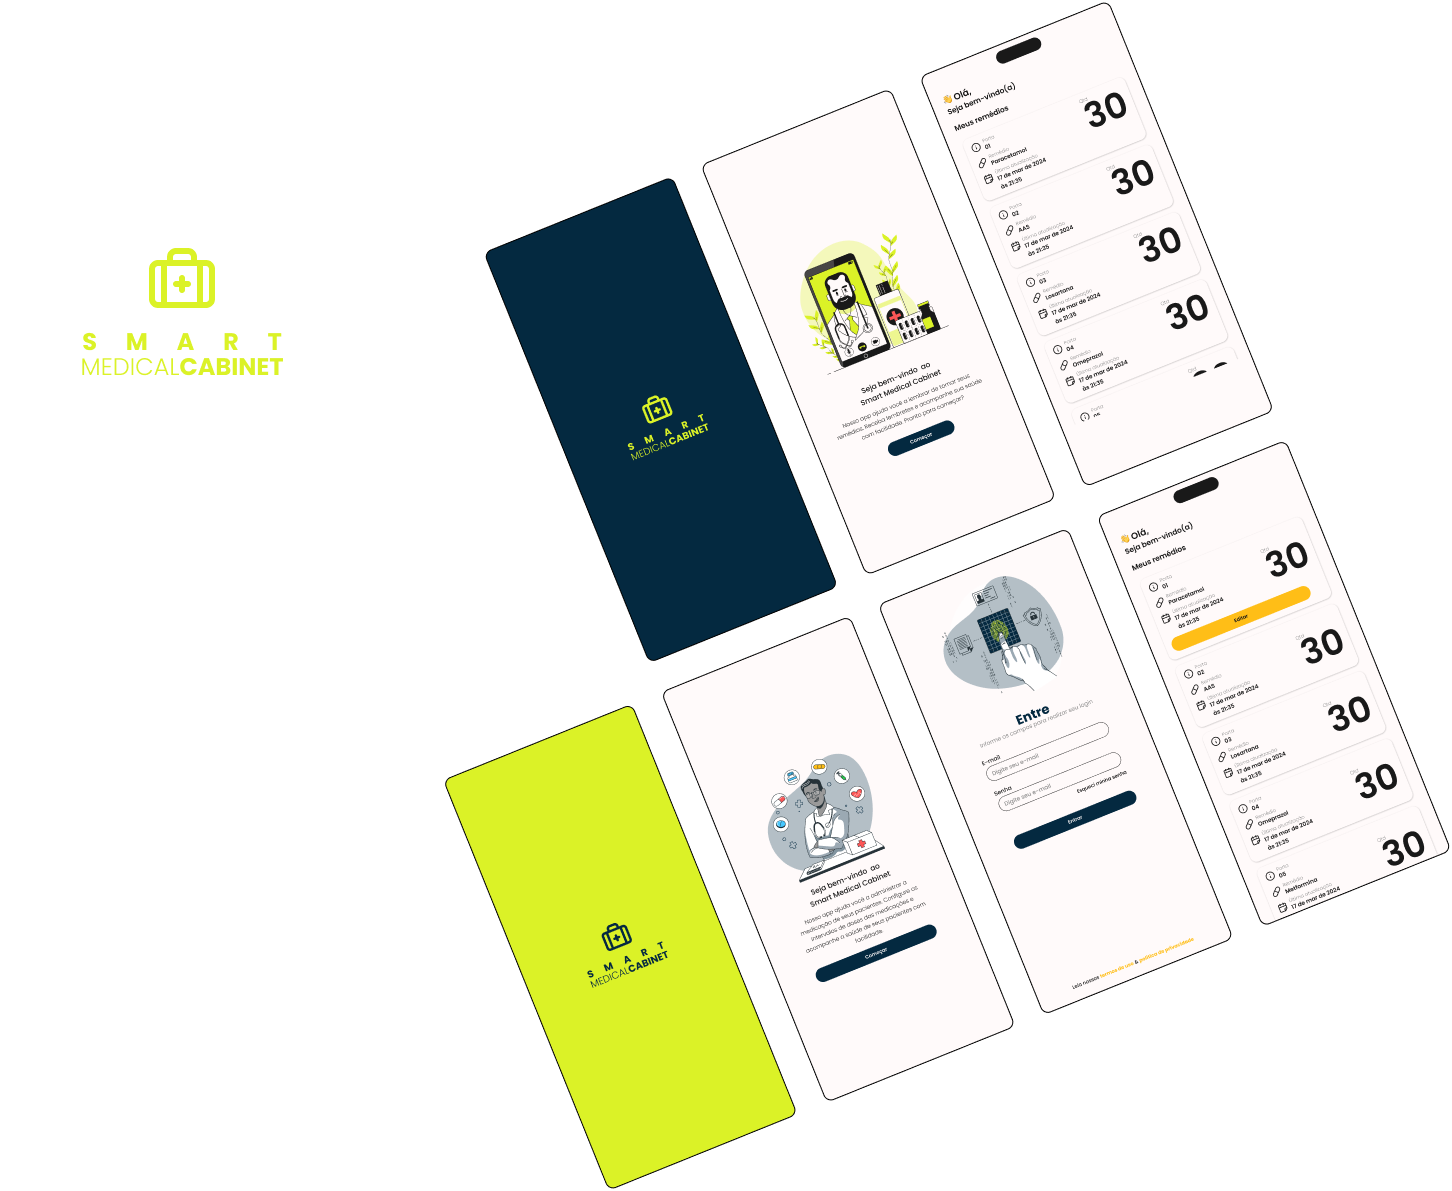 SMART
MEDICALCABINET
SMART
MEDICALCABINET
Seja bem-vindo ao
Smart Medical Cabinet
Nosso app ajuda você a lembrar de tomar seus
remédios. Receba lembretes e acompanhe sua saúde
com facilidade. Pronto para começar?
Começar
👋 Olá,
Seja bem-vindo(a)
Meus remédios
Porta
01
Remédio
Paracetamol
Última atualização
17 de mar de 2024
às 21:35
Qtd
30
Porta
02
Remédio
AAS
Última atualização
17 de mar de 2024
às 21:35
Qtd
30
Porta
03
Remédio
Losartana
Última atualização
17 de mar de 2024
às 21:35
Qtd
30
Porta
04
Remédio
Omeprazol
Última atualização
17 de mar de 2024
às 21:35
Qtd
30
Porta
Qtd
SMART
MEDICALCABINET
Seja bem-vindo ao
Smart Medical Cabinet
Nosso app ajuda você a administrar a
medicação de seus pacientes. Configure os
intervalos de doses das medicações e
acompanhe a saúde de seus pacientes com
facilidade.
Começar
Entre
Informe os campos para realizar seu login
E-mail
Digite seu e-mail
Senha
Digite seu e-mail
Esqueci minha senha
Entrar
Leia nossos termos de uso & política de privacidade
👋 Olá,
Seja bem-vindo(a)
Meus remédios
Porta
01
Remédio
Paracetamol
Última atualização
17 de mar de 2024
às 21:35
Qtd
30
Editar
Porta
02
Remédio
AAS
Última atualização
17 de mar de 2024
às 21:35
Qtd
30
Porta
03
Remédio
Losartana
Última atualização
17 de mar de 2024
às 21:35
Qtd
30
Porta
04
Remédio
Omeprazol
Última atualização
17 de mar de 2024
às 21:35
Qtd
30
Porta
05
Remédio
Metformina
Última atualização
17 de mar de 2024
Qtd
30